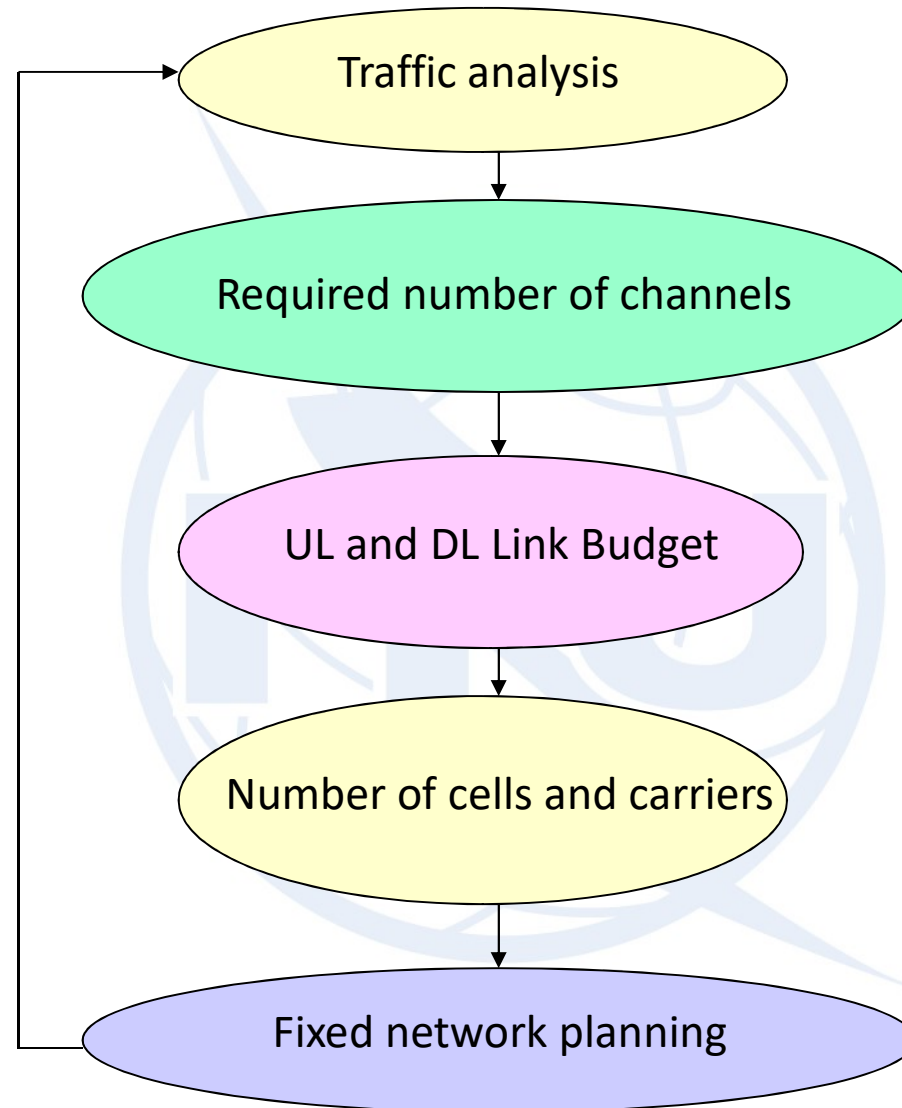 Traffic analysis
Required number of channels
UL and DL Link Budget
Number of cells and carriers
Fixed network planning